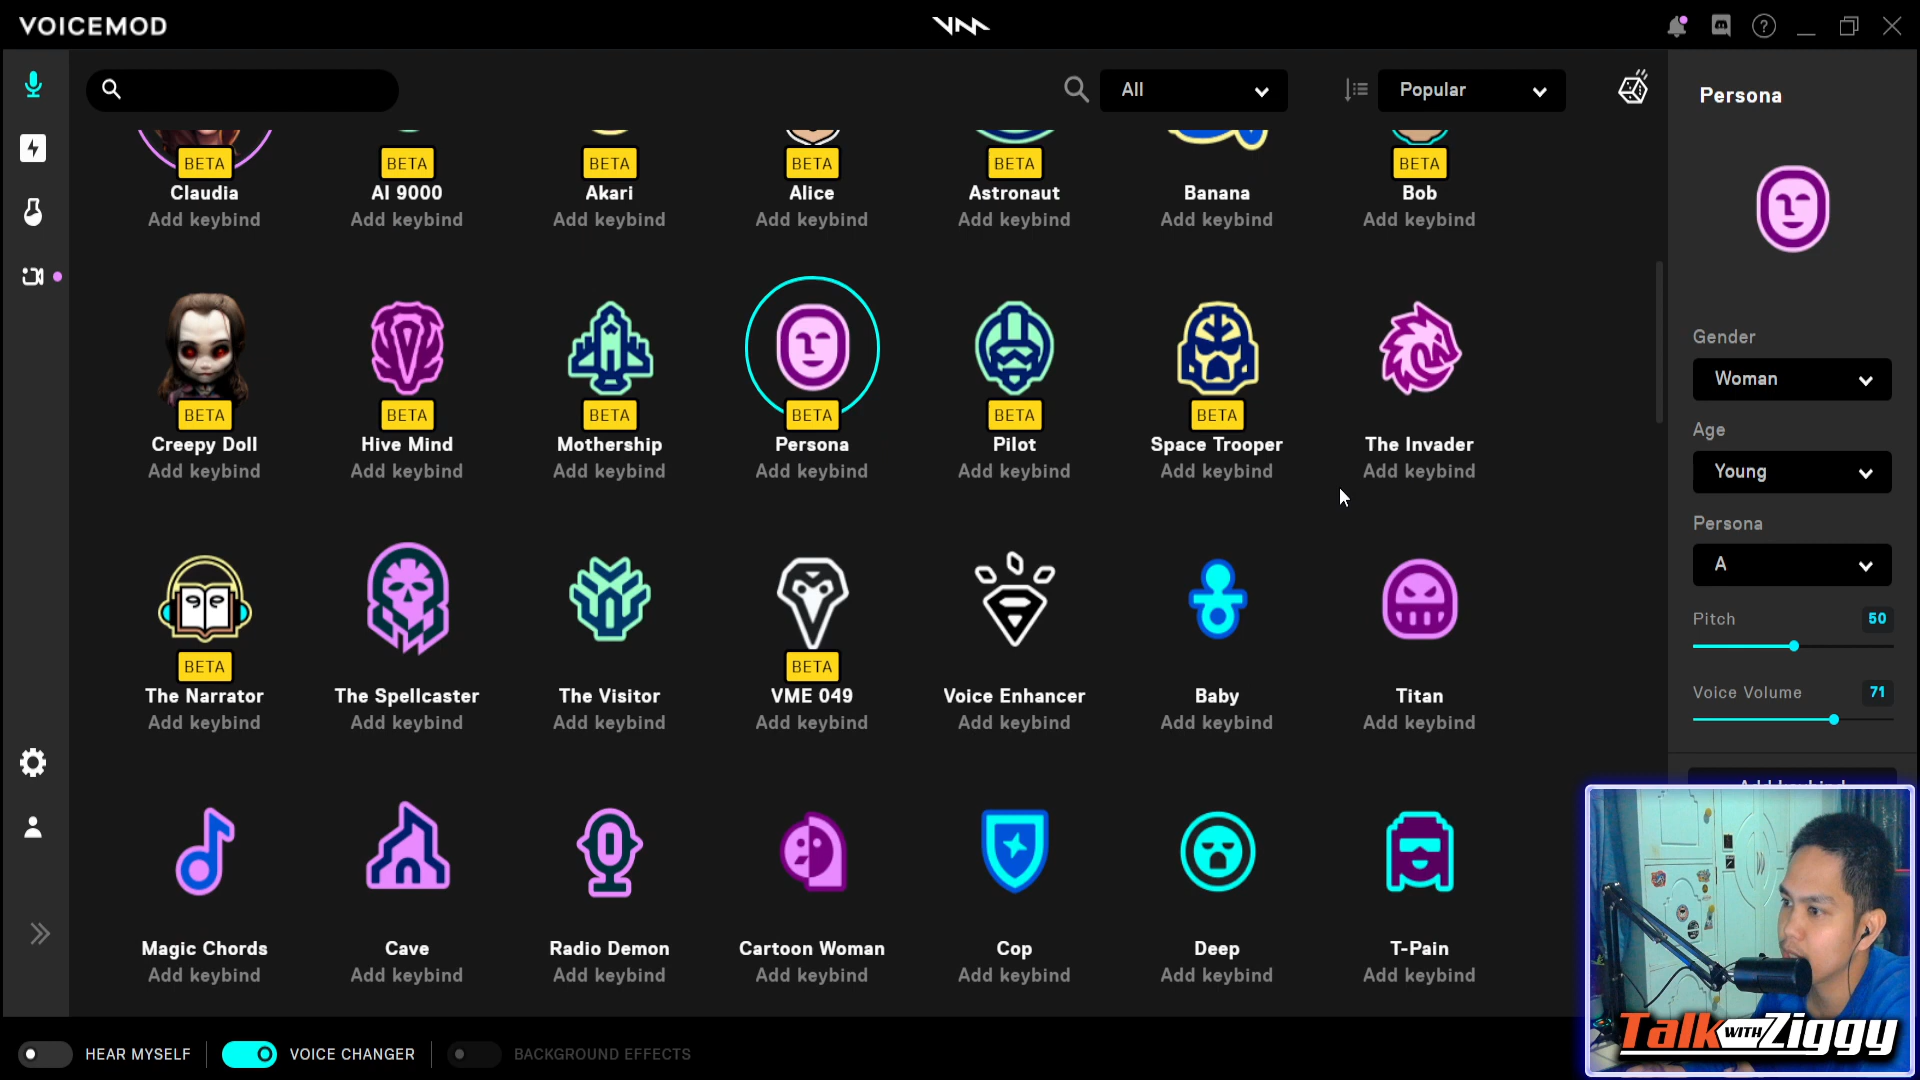 VOICEMOD
All
Popular
Persona
BETA BETA BETA BETA BETA BETA
Claudia AI 9000 Akari Alice Astronaut Banana Bob
Add keybind Add keybind Add keybind Add keybind Add keybind Add keybind Add keybind
BETA BETA BETA BETA BETA BETA
Creepy Doll Hive Mind Mothership Persona Pilot Space Trooper The Invader
Add keybind Add keybind Add keybind Add keybind Add keybind Add keybind Add keybind
BETA BETA
The Narrator The Spellcaster The Visitor VME 049 Voice Enhancer Baby Titan
Add keybind Add keybind Add keybind Add keybind Add keybind Add keybind Add keybind
Magic Chords Cave Radio Demon Cartoon Woman Cop Deep T-Pain
Add keybind Add keybind Add keybind Add keybind Add keybind Add keybind Add keybind
Gender
Woman
Age
Young
Persona
A
Pitch 50
Voice Volume 71
Add keybind
HEAR MYSELF VOICE CHANGER BACKGROUND EFFECTS
Talk WITH Ziggy